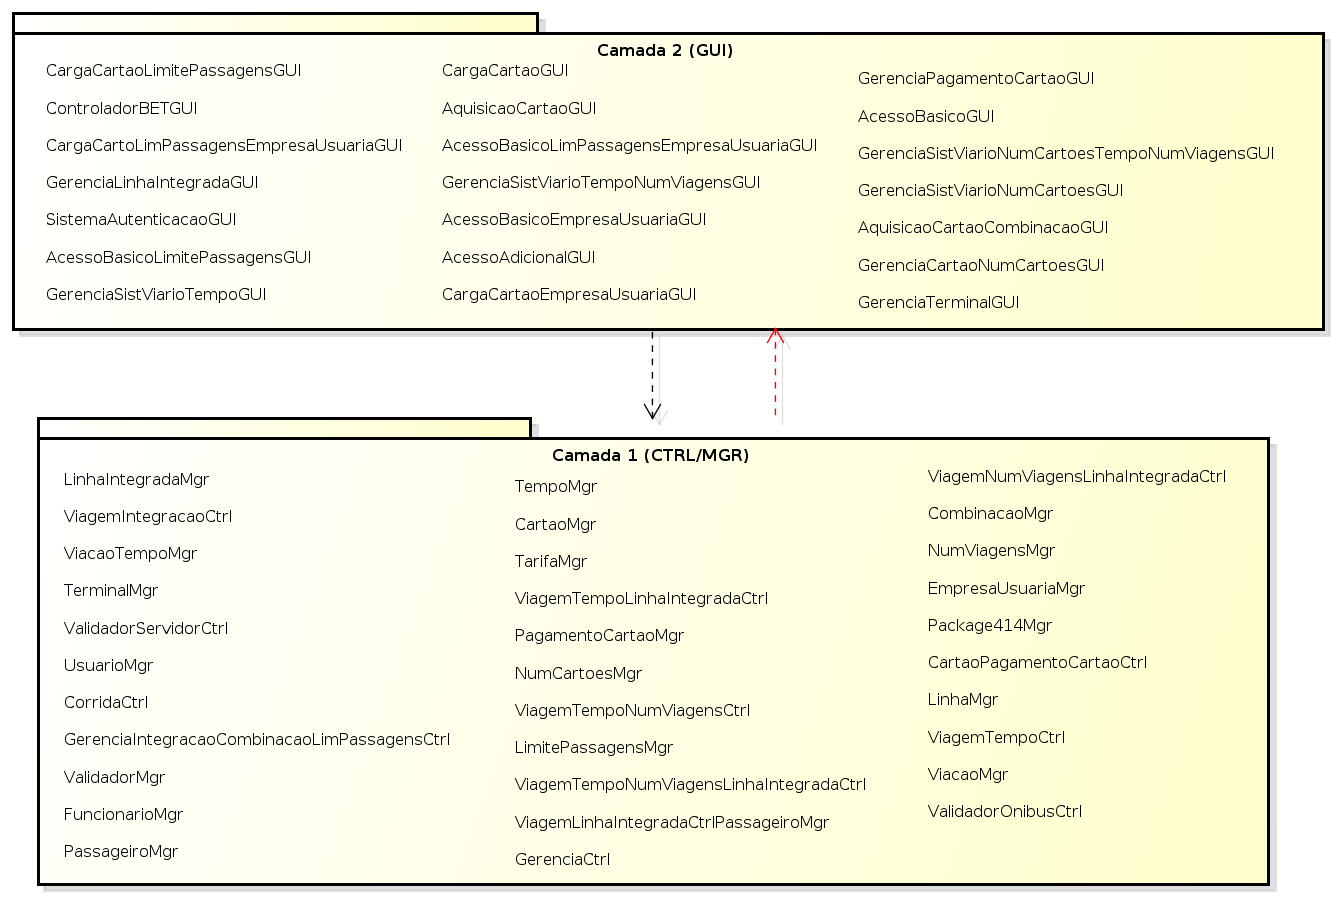 Camada 2 (GUI)
CargaCartaoLimitePassagensGUI
ControladorBETGUI
CargaCartoLimPassagensEmpresaUsuariaGUI
GerenciaLinhaIntegradaGUI
SistemaAutenticacaoGUI
AcessoBasicoLimitePassagensGUI
GerenciaSistViarioTempoGUI
CargaCartaoGUI
AquisicaoCartaoGUI
AcessoBasicoLimPassagensEmpresaUsuariaGUI
GerenciaSistViarioTempoNumViagensGUI
AcessoBasicoEmpresaUsuariaGUI
AcessoAdicionalGUI
CargaCartaoEmpresaUsuariaGUI
GerenciaPagamentoCartaoGUI
AcessoBasicoGUI
GerenciaSistViarioNumCartoesTempoNumViagensGUI
GerenciaSistViarioNumCartoesGUI
AquisicaoCartaoCombinacaoGUI
GerenciaCartaoNumCartoesGUI
GerenciaTerminalGUI
Camada 1 (CTRL/MGR)
LinhaIntegradaMgr
ViagemIntegracaoCtrl
ViacaoTempoMgr
TerminalMgr
ValidadorServidorCtrl
UsuarioMgr
CorridaCtrl
GerenciaIntegracaoCombinacaoLimPassagensCtrl
ValidadorMgr
FuncionarioMgr
PassageiroMgr
TempoMgr
CartaoMgr
TarifaMgr
ViagemTempoLinhaIntegradaCtrl
PagamentoCartaoMgr
NumCartoesMgr
ViagemTempoNumViagensCtrl
LimitePassagensMgr
ViagemTempoNumViagensLinhaIntegradaCtrl
ViagemLinhaIntegradaCtrlPassageiroMgr
GerenciaCtrl
ViagemNumViagensLinhaIntegradaCtrl
CombinacaoMgr
NumViagensMgr
EmpresaUsuariaMgr
Package414Mgr
CartaoPagamentoCartaoCtrl
LinhaMgr
ViagemTempoCtrl
ViacaoMgr
ValidadorOnibusCtrl